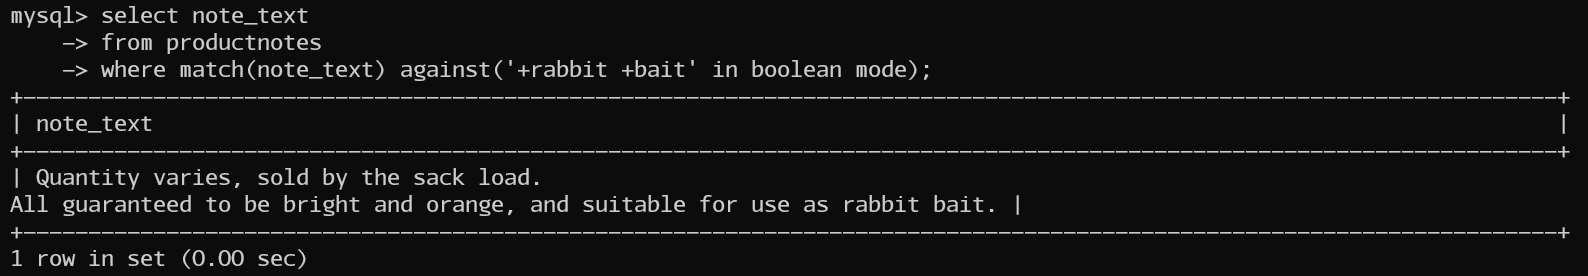 mysql> select note_text
    -> from productnotes
    -> where match(note_text) against('+rabbit +bait' in boolean mode);
+----------------------------------------------------------------------------------------------------------------------+
| note_text                                                                                                            |
+----------------------------------------------------------------------------------------------------------------------+
| Quantity varies, sold by the sack load.
All guaranteed to be bright and orange, and suitable for use as rabbit bait. |
+----------------------------------------------------------------------------------------------------------------------+
1 row in set (0.00 sec)